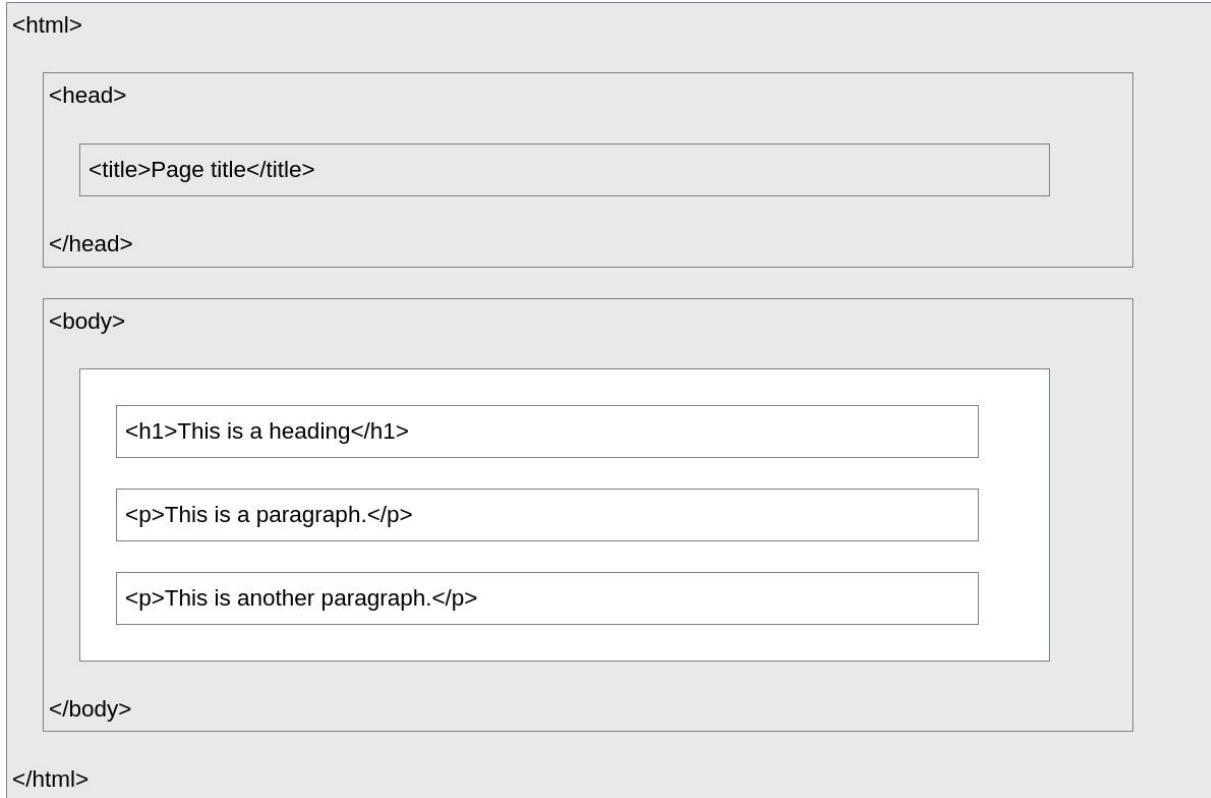 <html>
<head>
<title>Page title</title>
</head>
<body>
<h1>This is a heading</h1>
<p>This is a paragraph.</p>
<p>This is another paragraph.</p>
</body>
</html>